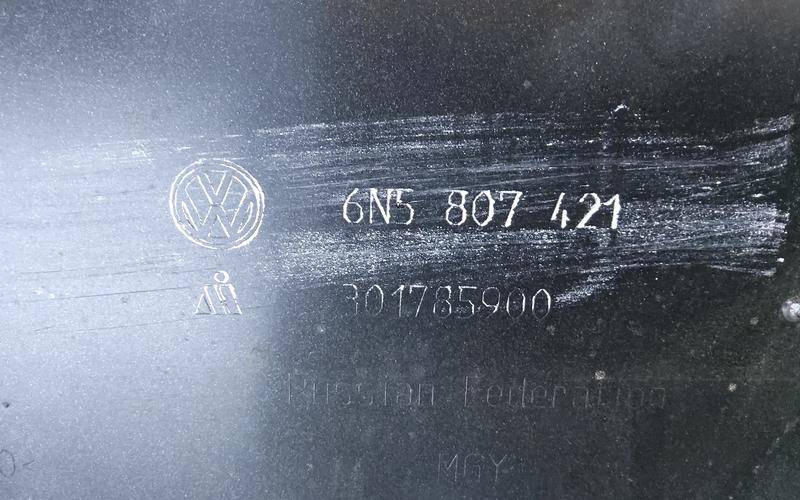 6N5 807 421
301785900
Russian Federation
MGY